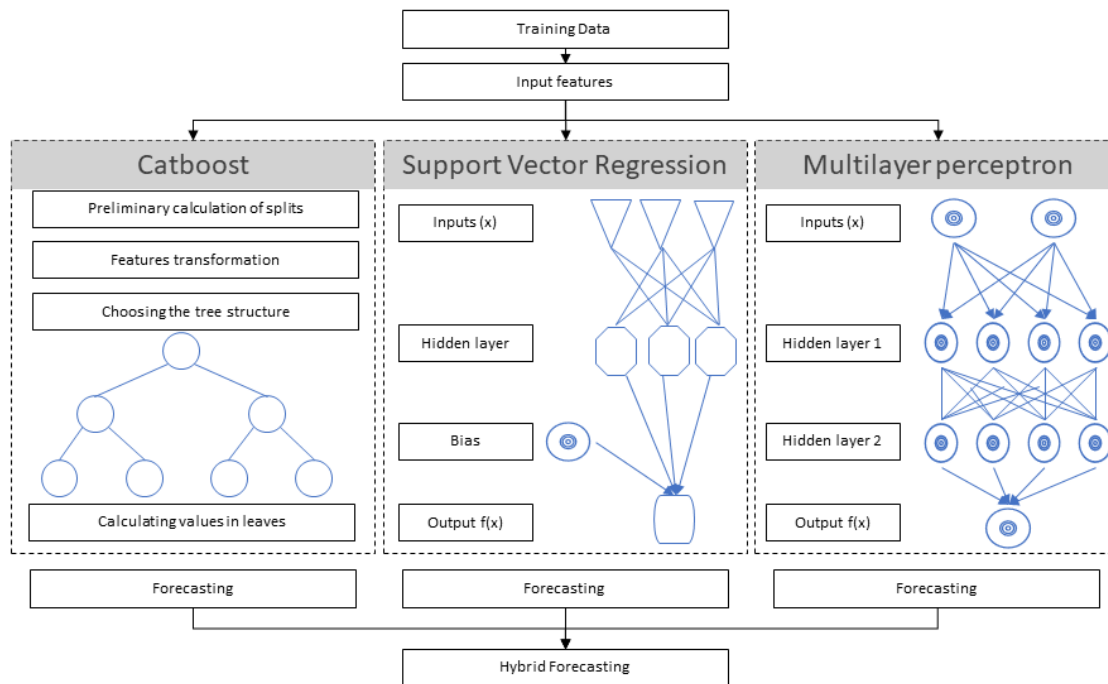 Training Data
Input features
Catboost
Preliminary calculation of splits
Features transformation
Choosing the tree structure
Calculating values in leaves
Support Vector Regression
Inputs (x)
Hidden layer
Bias
Output f(x)
Multilayer perceptron
Inputs (x)
Hidden layer 1
Hidden layer 2
Output f(x)
Forecasting
Forecasting
Forecasting
Hybrid Forecasting